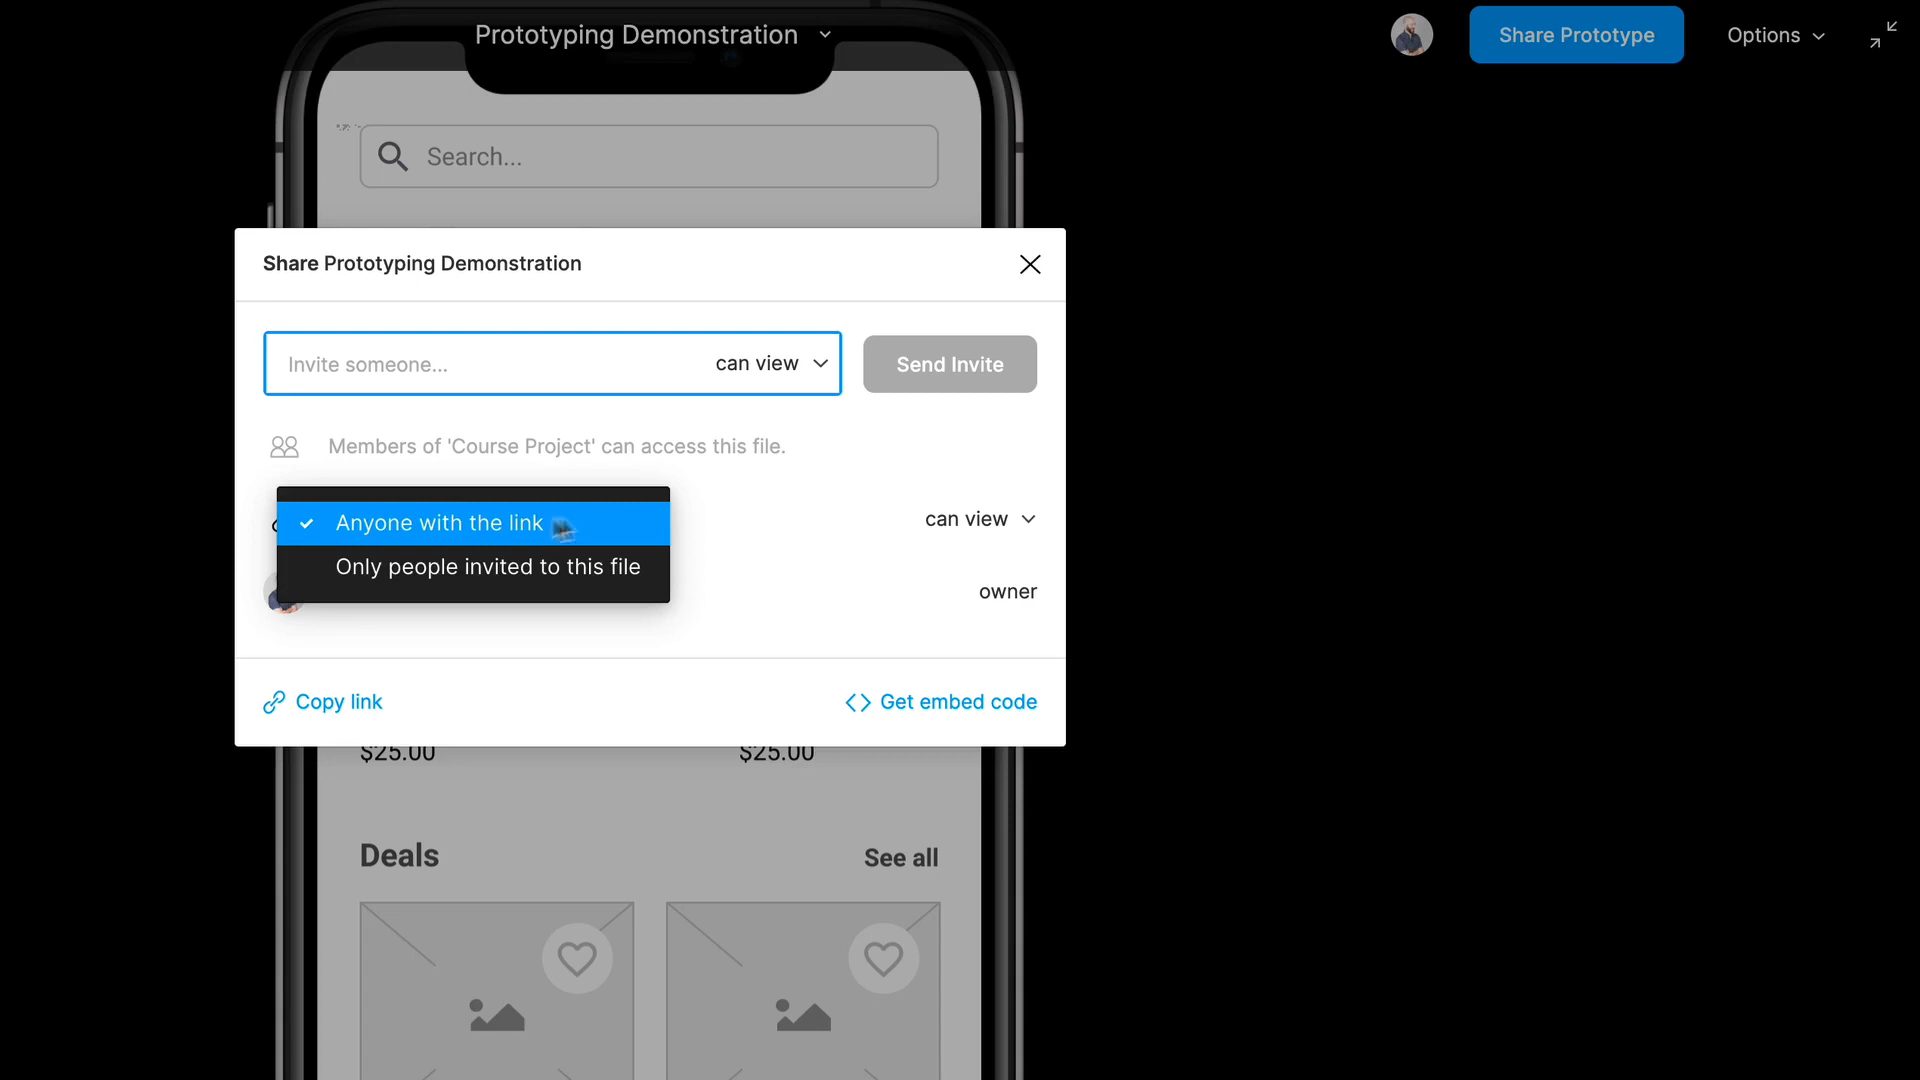 Prototyping Demonstration
Share Prototype
Options
Search...
Share Prototyping Demonstration
Invite someone...
can view
Send Invite
Members of 'Course Project' can access this file.
Anyone with the link
can view
Only people invited to this file
owner
Copy link
Get embed code
$25.00
$25.00
Deals
See all